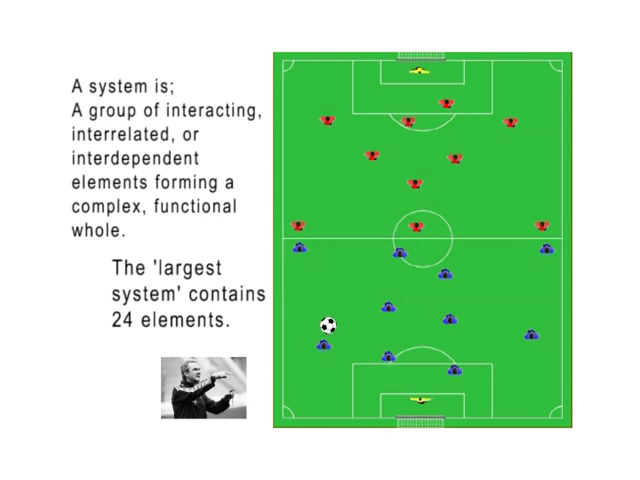 A system is;
A group of interacting,
interrelated, or
interdependent
elements forming a
complex, functional
whole.
The 'largest
system' contains
24 elements.